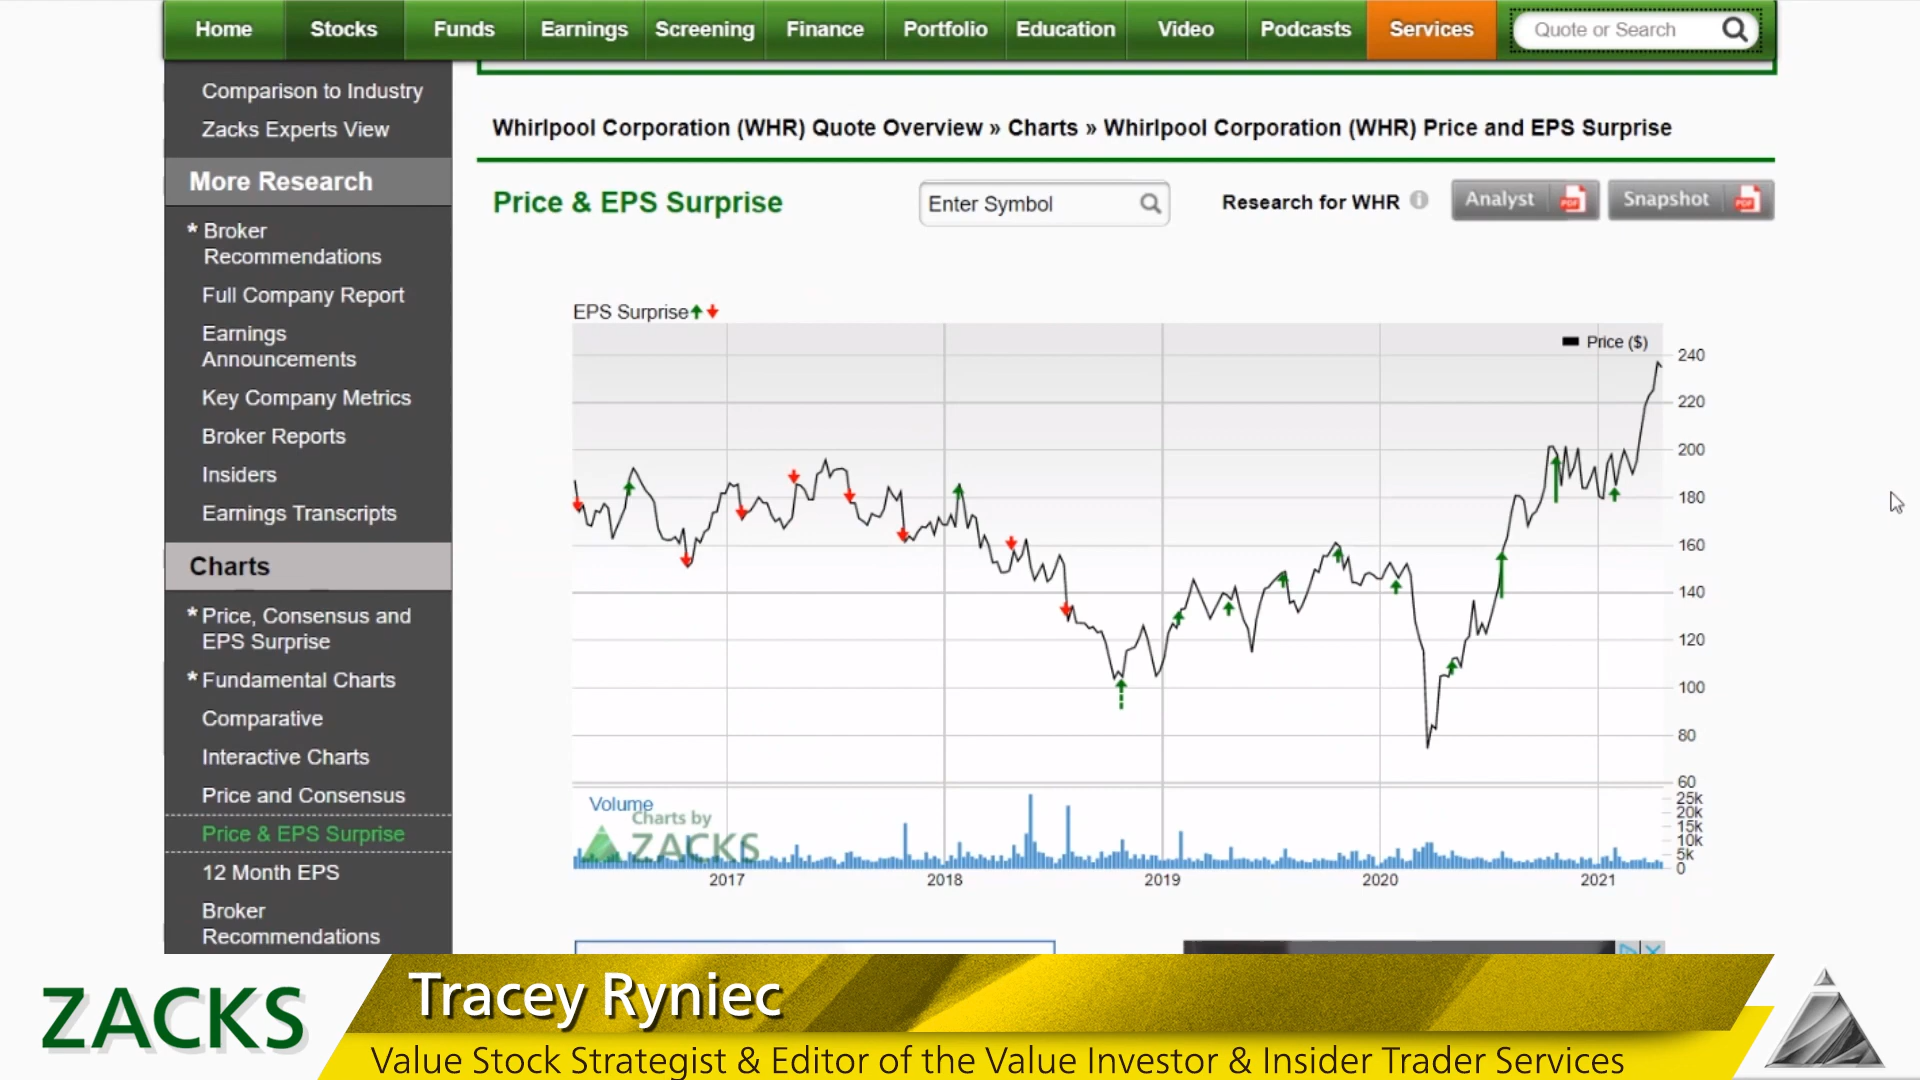 Home Stocks Funds Earnings Screening Finance Portfolio Education Video Podcasts Services Quote or Search
Comparison to Industry
Zacks Experts View
More Research
* Broker
Recommendations
Full Company Report
Earnings
Announcements
Key Company Metrics
Broker Reports
Insiders
Earnings Transcripts
Charts
* Price, Consensus and
EPS Surprise
* Fundamental Charts
Comparative
Interactive Charts
Price and Consensus
Price & EPS Surprise
12 Month EPS
Broker
Recommendations
Whirlpool Corporation (WHR) Quote Overview » Charts » Whirlpool Corporation (WHR) Price and EPS Surprise
Price & EPS Surprise
Enter Symbol
Research for WHR
Analyst PDF
Snapshot PDF
EPS Surprise
Price ($)
240
220
200
180
160
140
120
100
80
60
25k
20k
15k
10k
5k
0
Volume
Charts by
ZACKS
2017 2018 2019 2020 2021
ZACKS
Tracey Ryniec
Value Stock Strategist & Editor of the Value Investor & Insider Trader Services